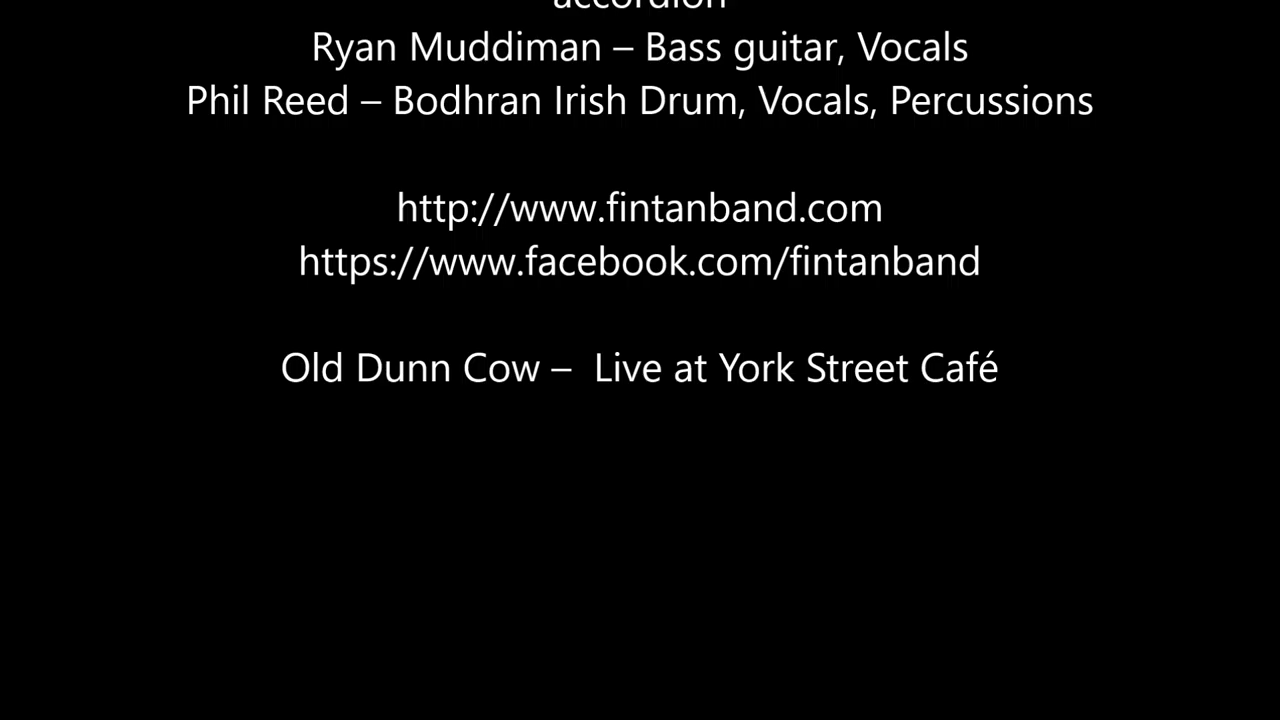 accordion
Ryan Muddiman – Bass guitar, Vocals
Phil Reed – Bodhran Irish Drum, Vocals, Percussions
http://www.fintanband.com
https://www.facebook.com/fintanband
Old Dunn Cow –  Live at York Street Café